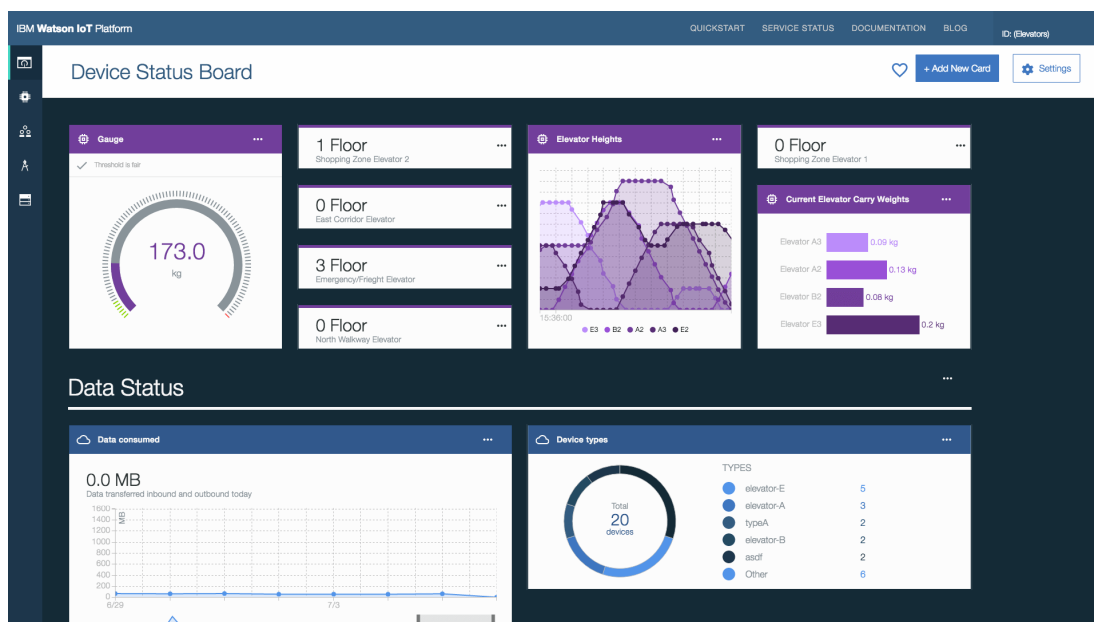 IBM Watson IoT Platform
QUICKSTART SERVICE STATUS DOCUMENTATION BLOG
ID: (Elevators)
Device Status Board
+ Add New Card
Settings
Gauge
Threshold is fair
173.0
kg
1 Floor
Shopping Zone Elevator 2
0 Floor
East Corridor Elevator
3 Floor
Emergency/Frieght Elevator
0 Floor
North Walkway Elevator
Elevator Heights
15:36:00
E3 B2 A2 A3 E2
0 Floor
Shopping Zone Elevator 1
Current Elevator Carry Weights
Elevator A3 0.09 kg
Elevator A2 0.13 kg
Elevator B2 0.08 kg
Elevator E3 0.2 kg
Data Status
Data consumed
0.0 MB
Data transferred inbound and outbound today
MB
1600
1400
1200
1000
800
600
400
200
0
6/29 7/3
Device types
Total
20
devices
TYPES
elevator-E 5
elevator-A 3
typeA 2
elevator-B 2
asdf 2
Other 6